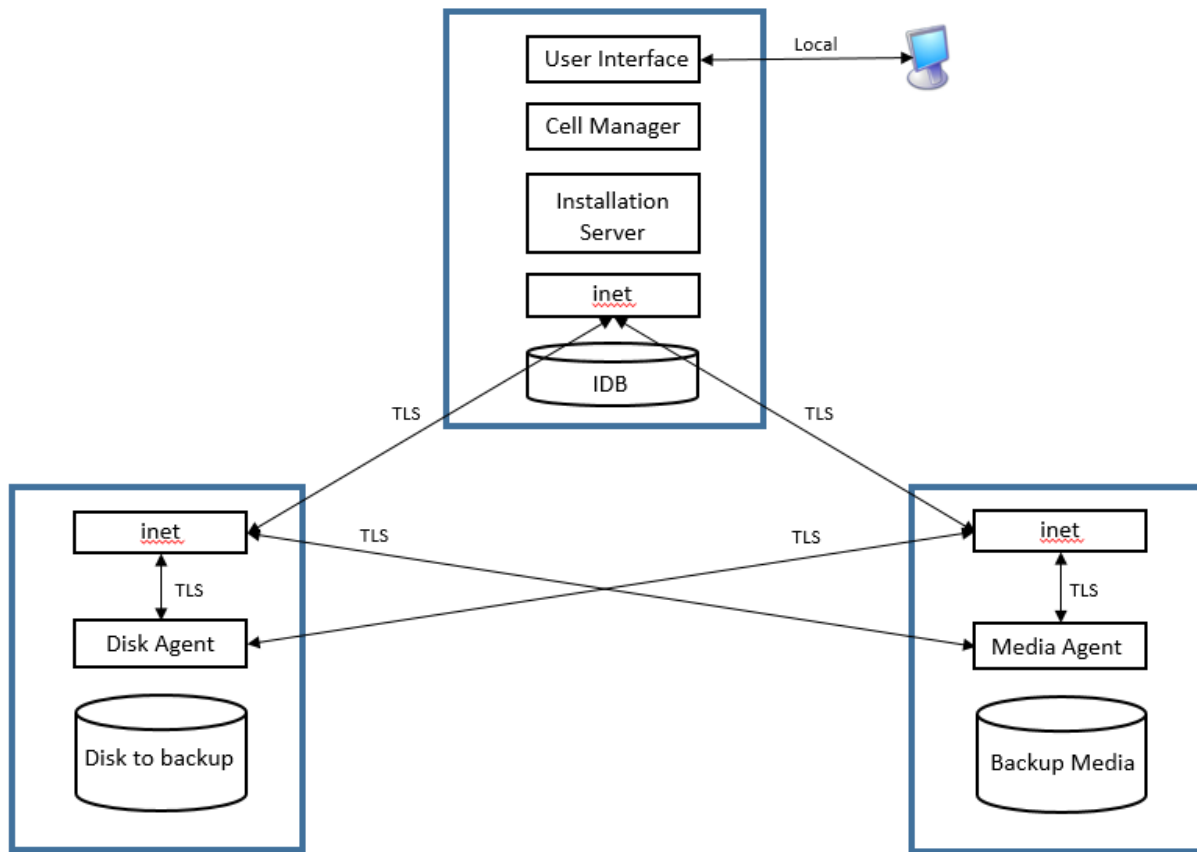 User Interface
Local
Cell Manager
Installation
Server
inet
IDB
TLS
TLS
inet
TLS
TLS
inet
TLS
TLS
Disk Agent
Media Agent
Disk to backup
Backup Media